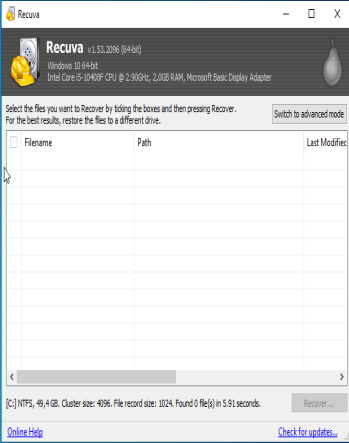 Recuva
Recuva v1.53.2096 (64-bit)
Windows 10 64-bit
Intel Core i5-10400F CPU @ 2.90GHz, 2,0GB RAM, Microsoft Basic Display Adapter
Select the files you want to Recover by ticking the boxes and then pressing Recover.
For the best results, restore the files to a different drive.
Switch to advanced mode
Filename Path Last Modified
[C:] NTFS, 49,4 GB. Cluster size: 4096. File record size: 1024. Found 0 file(s) in 5.91 seconds.
Recover...
Online Help
Check for updates...